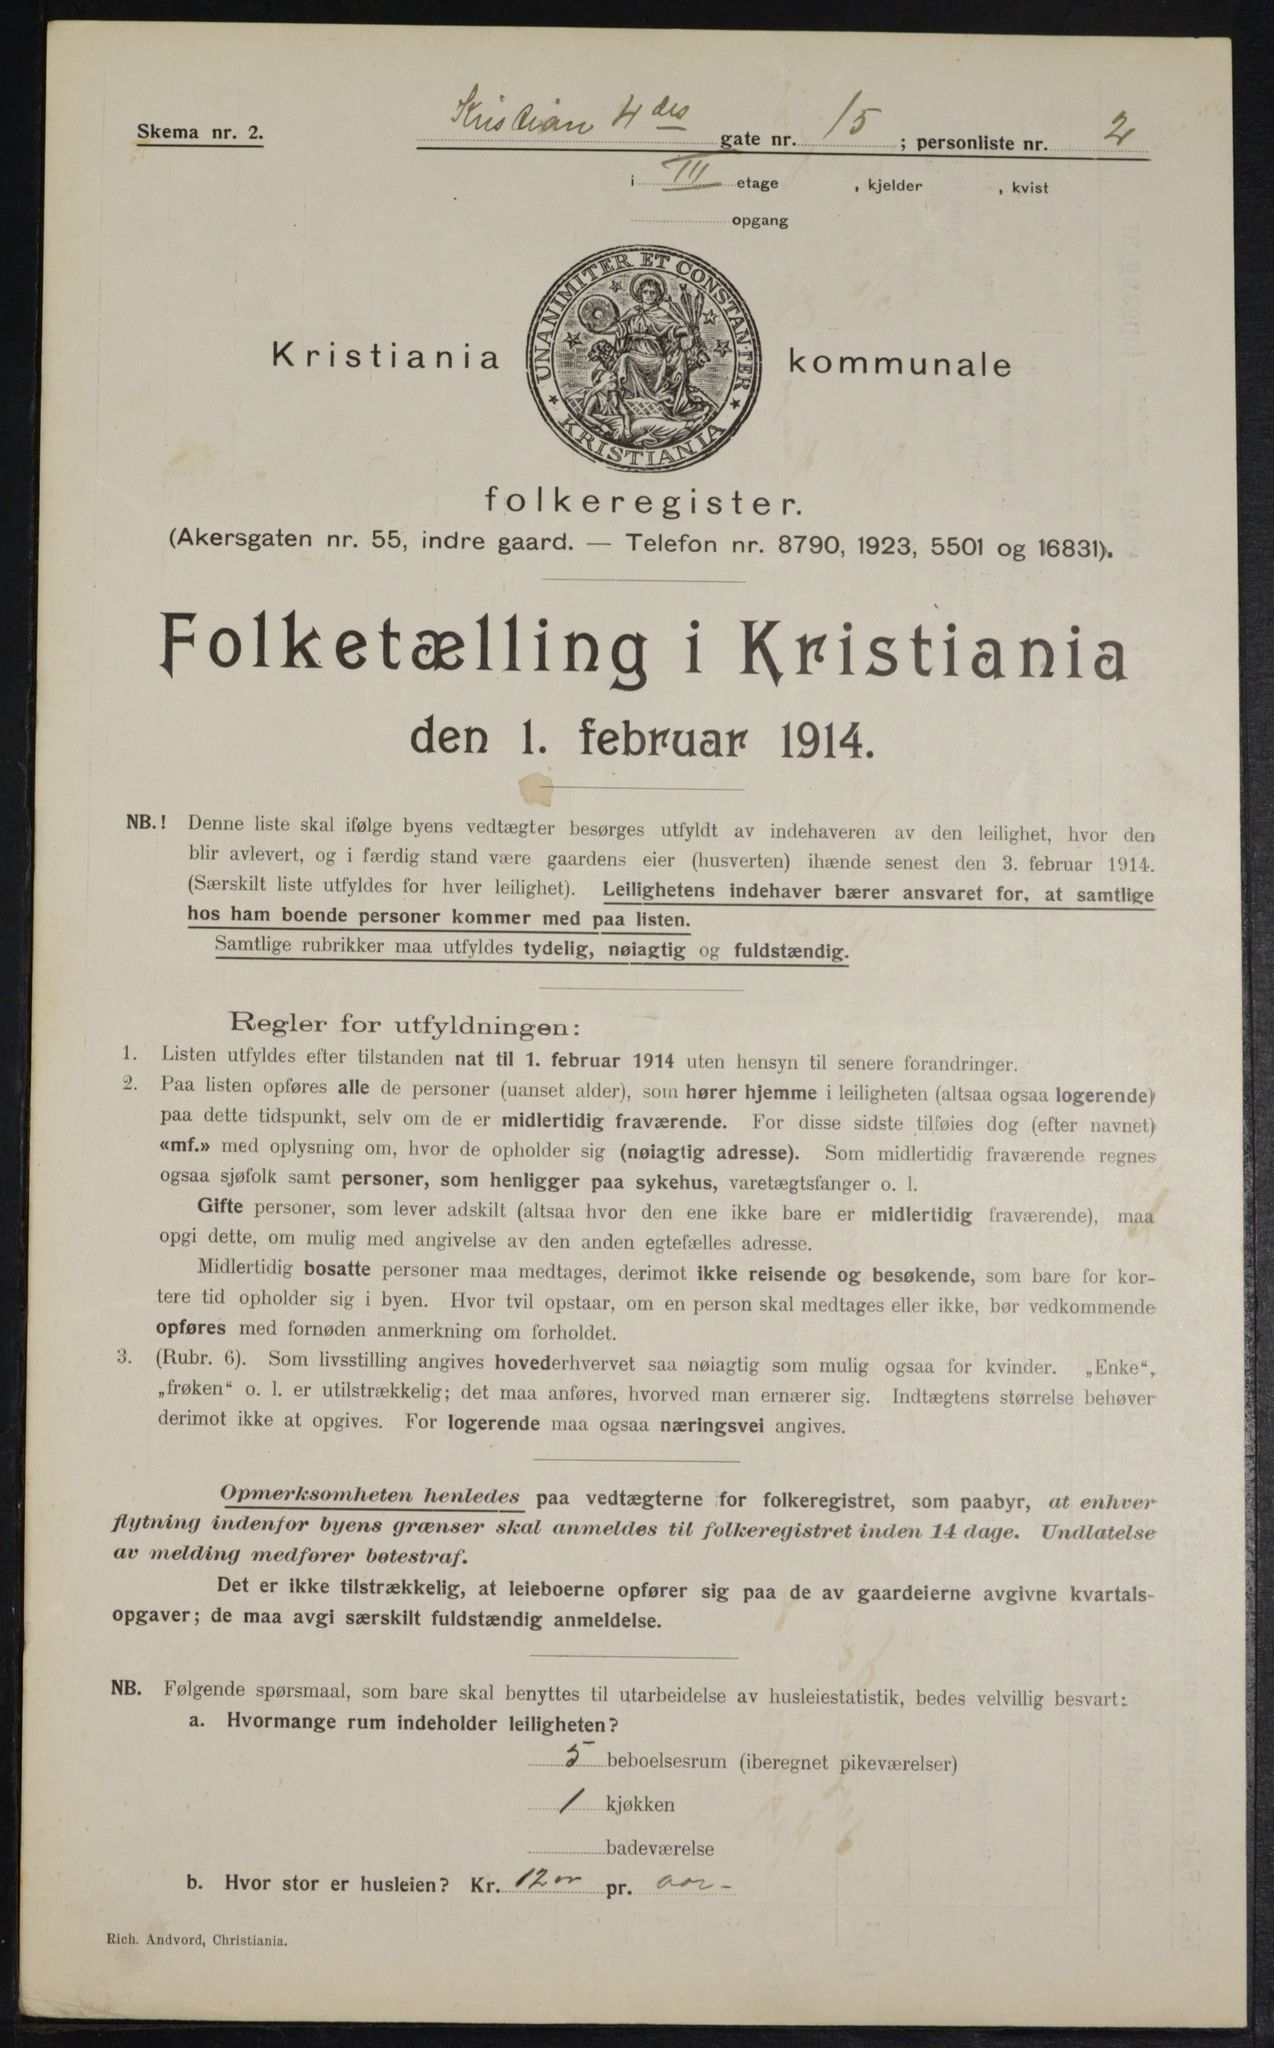 Skema nr. 2.
Kristian 4des gate nr. 15; personliste nr. 2
i III etage , kjelder , kvist
opgang
UNANIMITER ET CONSTANTER
KRISTIANIA
Kristiania kommunale
folkeregister.
(Akersgaten nr. 55, indre gaard. — Telefon nr. 8790, 1923, 5501 og 16831).
Folketælling i Kristiania
den 1. februar 1914.
NB.! Denne liste skal ifølge byens vedtægter besørges utfyldt av indehaveren av den leilighet, hvor den
blir avlevert, og i færdig stand være gaardens eier (husverten) ihænde senest den 3. februar 1914.
(Særskilt liste utfyldes for hver leilighet). Leilighetens indehaver bærer ansvaret for, at samtlige
hos ham boende personer kommer med paa listen.
Samtlige rubrikker maa utfyldes tydelig, nøiagtig og fuldstændig.
Regler for utfyldningen:
1. Listen utfyldes efter tilstanden nat til 1. februar 1914 uten hensyn til senere forandringer.
2. Paa listen opføres alle de personer (uanset alder), som hører hjemme i leiligheten (altsaa ogsaa logerende)
paa dette tidspunkt, selv om de er midlertidig fraværende. For disse sidste tilføies dog (efter navnet)
«mf.» med oplysning om, hvor de opholder sig (nøiagtig adresse). Som midlertidig fraværende regnes
ogsaa sjøfolk samt personer, som henligger paa sykehus, varetægtsfanger o. l.
Gifte personer, som lever adskilt (altsaa hvor den ene ikke bare er midlertidig fraværende), maa
opgi dette, om mulig med angivelse av den anden egtefælles adresse.
Midlertidig bosatte personer maa medtages, derimot ikke reisende og besøkende, som bare for kor-
tere tid opholder sig i byen. Hvor tvil opstaar, om en person skal medtages eller ikke, bør vedkommende
opføres med fornøden anmerkning om forholdet.
3. (Rubr. 6). Som livsstilling angives hovederhvervet saa nøiagtig som mulig ogsaa for kvinder. „Enke“,
„frøken“ o. l. er utilstrækkelig; det maa anføres, hvorved man ernærer sig. Indtægtens størrelse behøver
derimot ikke at opgives. For logerende maa ogsaa næringsvei angives.
Opmerksomheten henledes paa vedtægterne for folkeregistret, som paabyr, at enhver
flytning indenfor byens grænser skal anmeldes til folkeregistret inden 14 dage. Undlatelse
av melding medfører bøtestraf.
Det er ikke tilstrækkelig, at leieboerne opfører sig paa de av gaardeierne avgivne kvartals-
opgaver; de maa avgi særskilt fuldstændig anmeldelse.
NB. Følgende spørsmaal, som bare skal benyttes til utarbeidelse av husleiestatistik, bedes velvillig besvart:
a. Hvormange rum indeholder leiligheten?
5 beboelsesrum (iberegnet pikeværelser)
1 kjøkken
badeværelse
b. Hvor stor er husleien? Kr. 1200 pr. aar-
Rich. Andvord, Christiania.